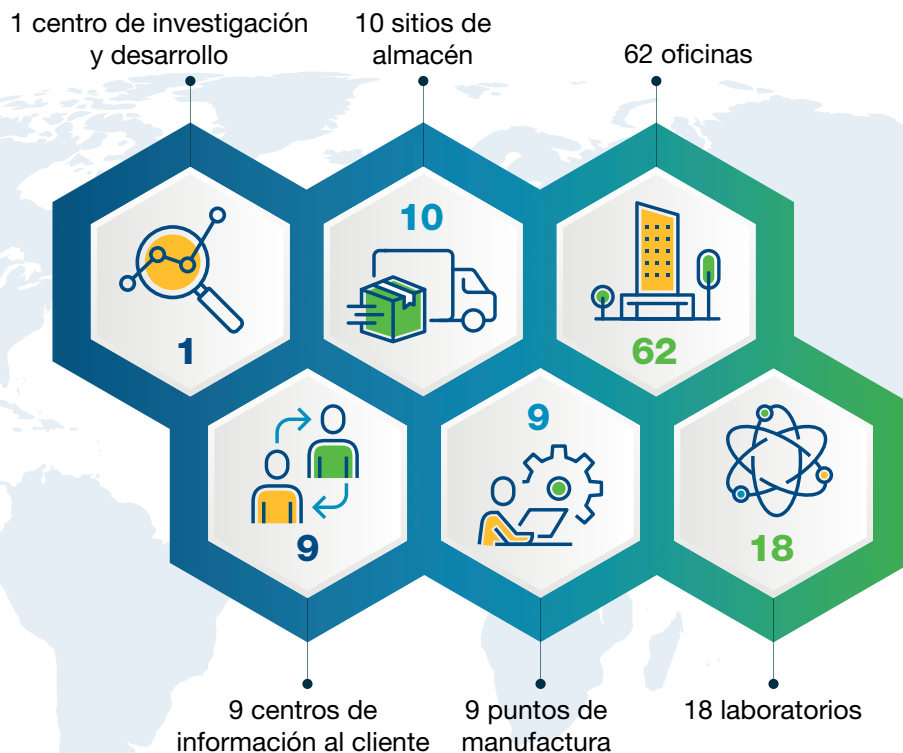 1 centro de investigación
y desarrollo
10 sitios de
almacén
62 oficinas
1
10
62
9
9
18
9 centros de
información al cliente
9 puntos de
manufactura
18 laboratorios